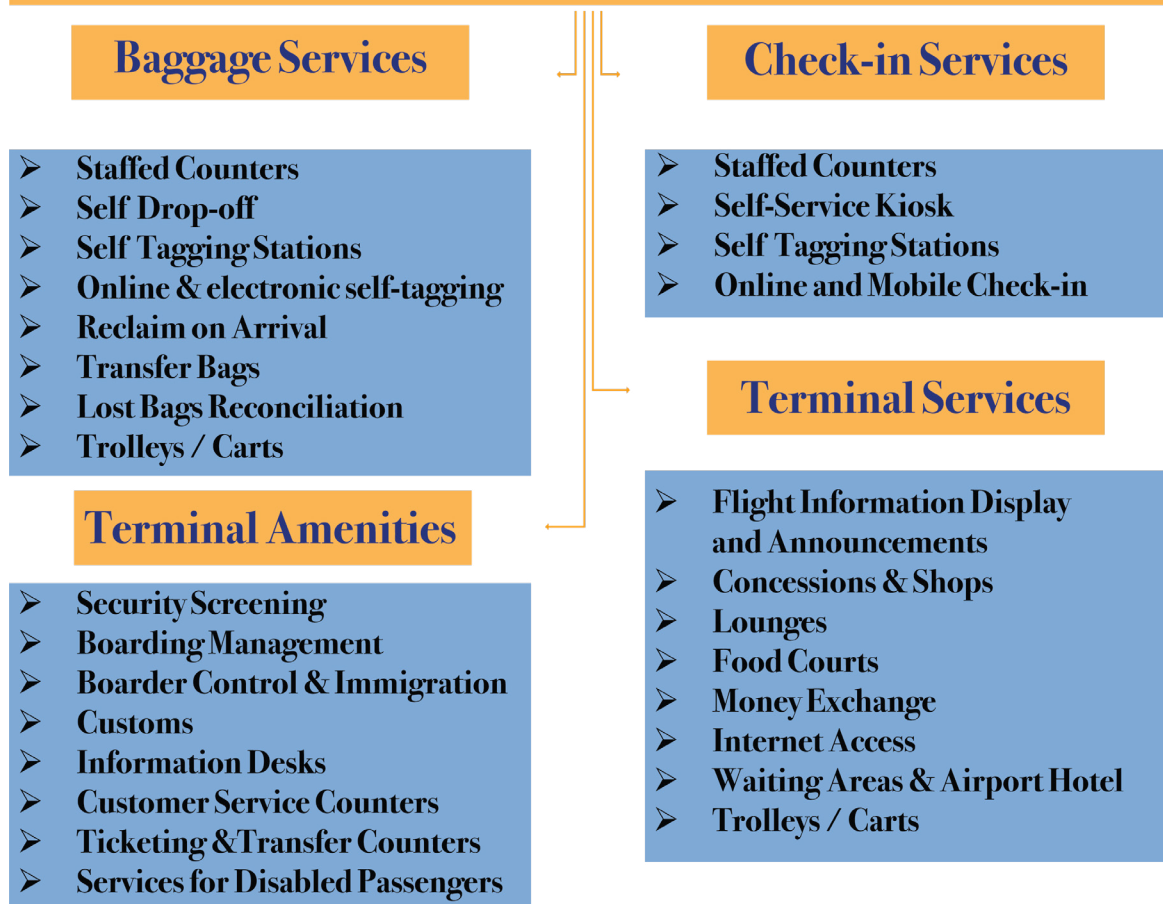 Baggage Services
Staffed Counters
Self Drop-off
Self Tagging Stations
Online & electronic self-tagging
Reclaim on Arrival
Transfer Bags
Lost Bags Reconciliation
Trolleys / Carts
Check-in Services
Staffed Counters
Self-Service Kiosk
Self Tagging Stations
Online and Mobile Check-in
Terminal Amenities
Security Screening
Boarding Management
Boarder Control & Immigration
Customs
Information Desks
Customer Service Counters
Ticketing &Transfer Counters
Services for Disabled Passengers
Terminal Services
Flight Information Display
and Announcements
Concessions & Shops
Lounges
Food Courts
Money Exchange
Internet Access
Waiting Areas & Airport Hotel
Trolleys / Carts